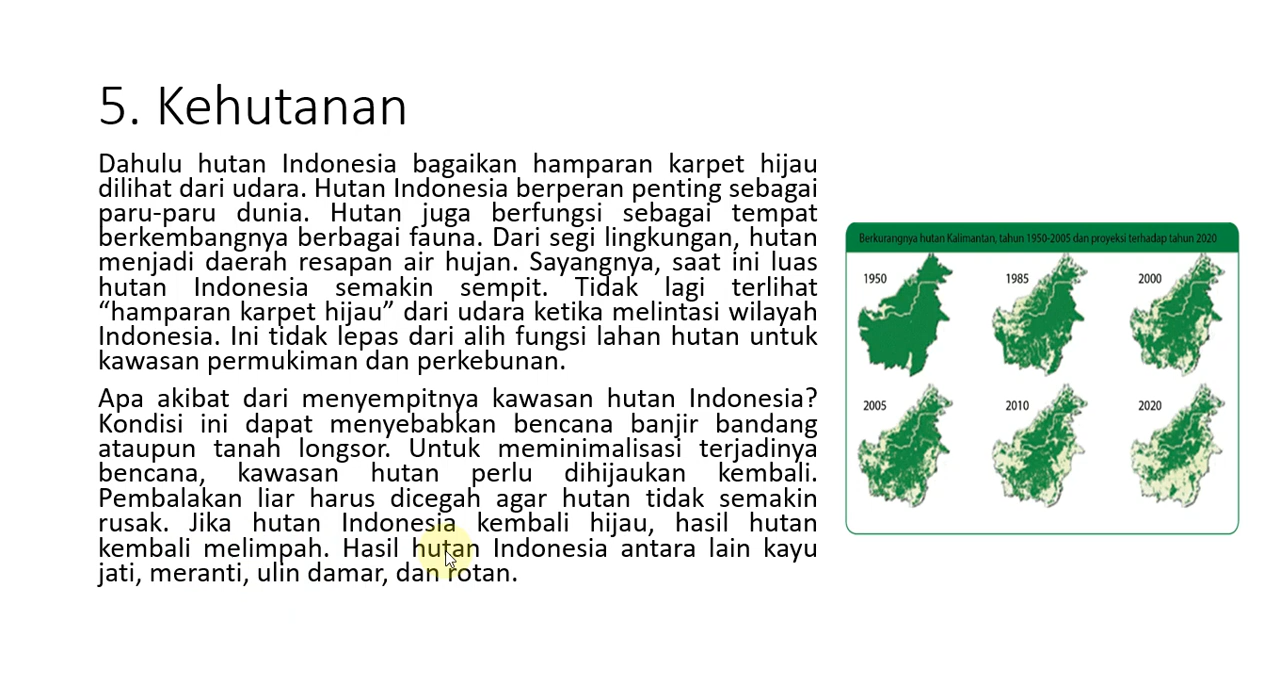 5. Kehutanan
Dahulu hutan Indonesia bagaikan hamparan karpet hijau
dilihat dari udara. Hutan Indonesia berperan penting sebagai
paru-paru dunia. Hutan juga berfungsi sebagai tempat
berkembangnya berbagai fauna. Dari segi lingkungan, hutan
menjadi daerah resapan air hujan. Sayangnya, saat ini luas
hutan Indonesia semakin sempit. Tidak lagi terlihat
“hamparan karpet hijau” dari udara ketika melintasi wilayah
Indonesia. Ini tidak lepas dari alih fungsi lahan hutan untuk
kawasan permukiman dan perkebunan.
Apa akibat dari menyempitnya kawasan hutan Indonesia?
Kondisi ini dapat menyebabkan bencana banjir bandang
ataupun tanah longsor. Untuk meminimalisasi terjadinya
bencana, kawasan hutan perlu dihijaukan kembali.
Pembalakan liar harus dicegah agar hutan tidak semakin
rusak. Jika hutan Indonesia kembali hijau, hasil hutan
kembali melimpah. Hasil hutan Indonesia antara lain kayu
jati, meranti, ulin damar, dan rotan.
Berkurangnya hutan Kalimantan, tahun 1950-2005 dan proyeksi terhadap tahun 2020
1950 1985 2000
2005 2010 2020